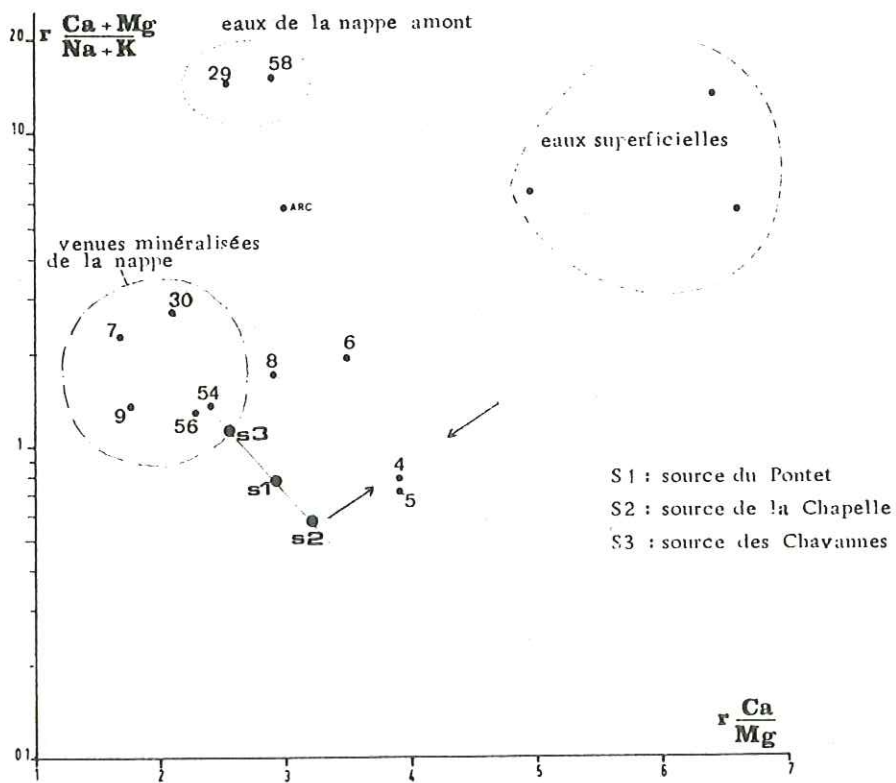 r Ca + Mg
Na + K
eaux de la nappe amont
20
29
58
10
eaux superficielles
ARC
venues minéralisées
de la nappe
30
7
6
8
54
9
56
1
s3
s1
4
5
s2
S1 : source du Pontet
S2 : source de la Chapelle
S3 : source des Chavannes
r Ca
Mg
0.1
1
2
3
4
5
6
7